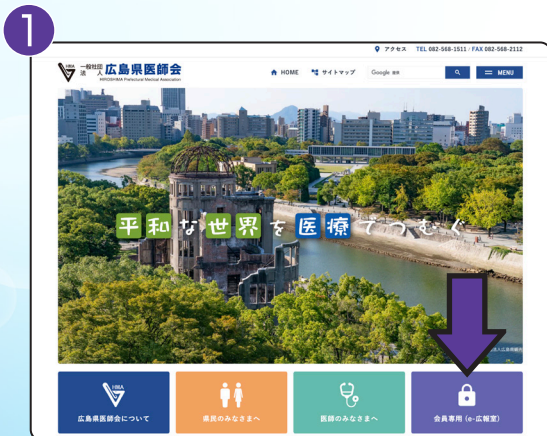 1
アクセス TEL 082-568-1511 / FAX 082-568-2112
HMA 一般社団法人 広島県医師会
HIROSHIMA Prefectural Medical Association
HOME サイトマップ Google 検索 MENU
平和な世界を医療でつむぐ
HMA
広島県医師会について 県民のみなさまへ 医師のみなさまへ 会員専用 (e-広報室)